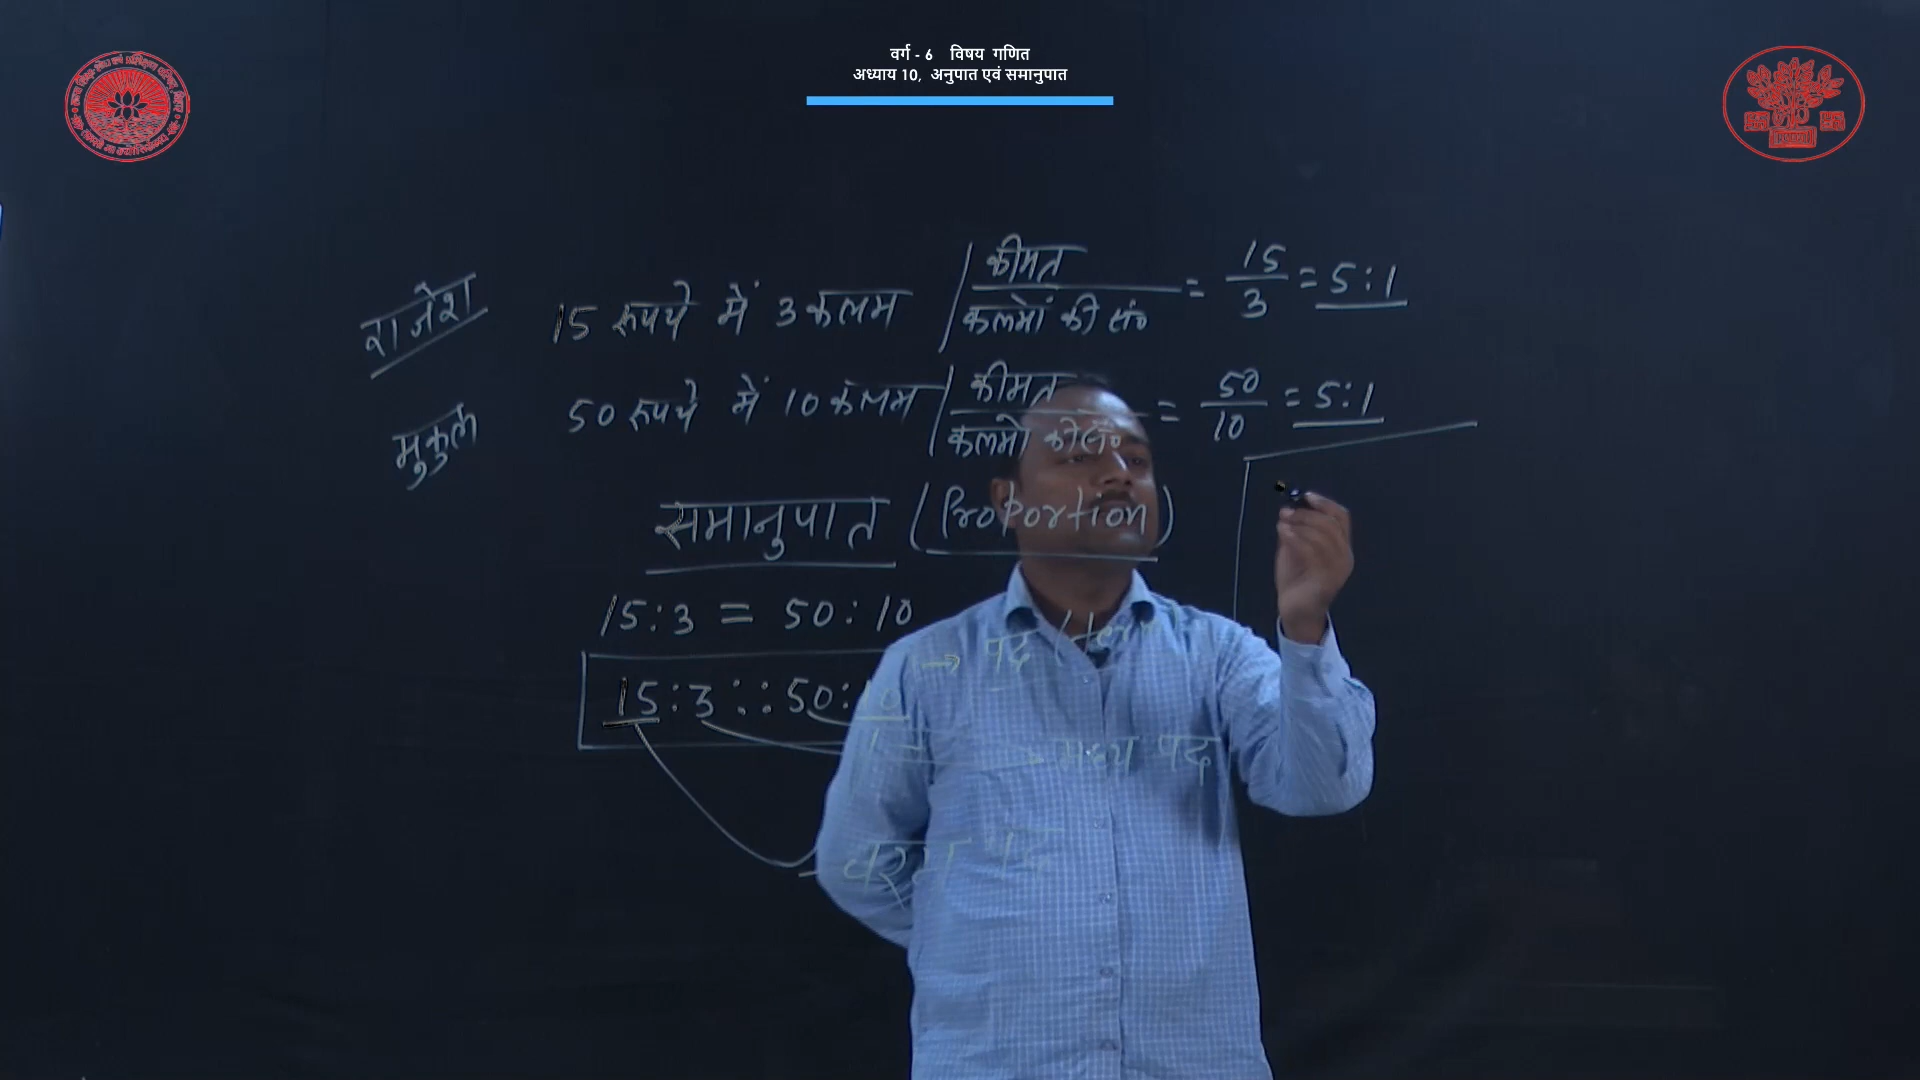 वर्ग - 6 विषय गणित
अध्याय 10, अनुपात एवं समानुपात
राजेश 15 रूपये में 3 कलम / कीमत / कलमों की सं० = 15/3 = 5:1
मुकुल 50 रूपये में 10 कलम / कीमत / कलमों की सं० = 50/10 = 5:1
समानुपात (Proportion)
15:3 = 50:10
15:3::50:10 → पद (term
मध्य पद
चरम पद